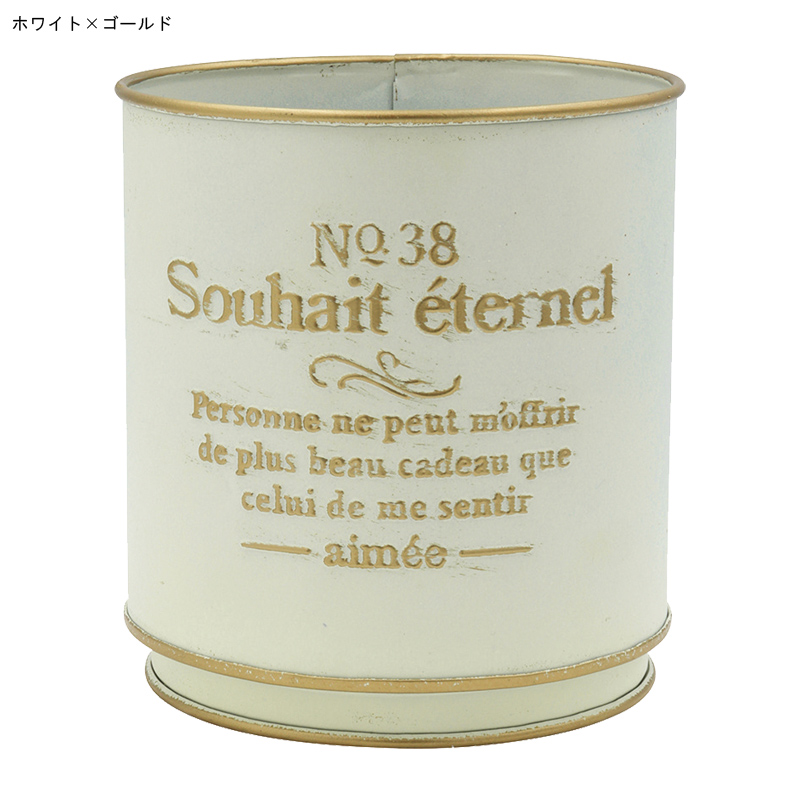 ホワイト×ゴールド
No 38
Souhait éternel
Personne ne peut m'offrir
de plus beau cadeau que
celui de me sentir
aimée